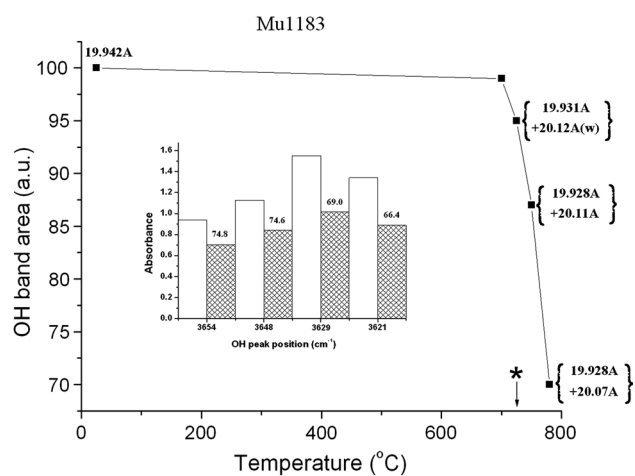 Mu1183
19.942A
100
95
90
85
80
75
70
OH band area (a.u.)
19.931A
+20.12A(w)
19.928A
+20.11A
19.928A
+20.07A
*
1.6
1.4
1.2
1.0
0.8
0.6
0.4
0.2
0.0
Absorbance
74.8
74.6
69.0
66.4
3654 3648 3629 3621
OH peak position (cm⁻¹)
0 200 400 600 800
Temperature (°C)